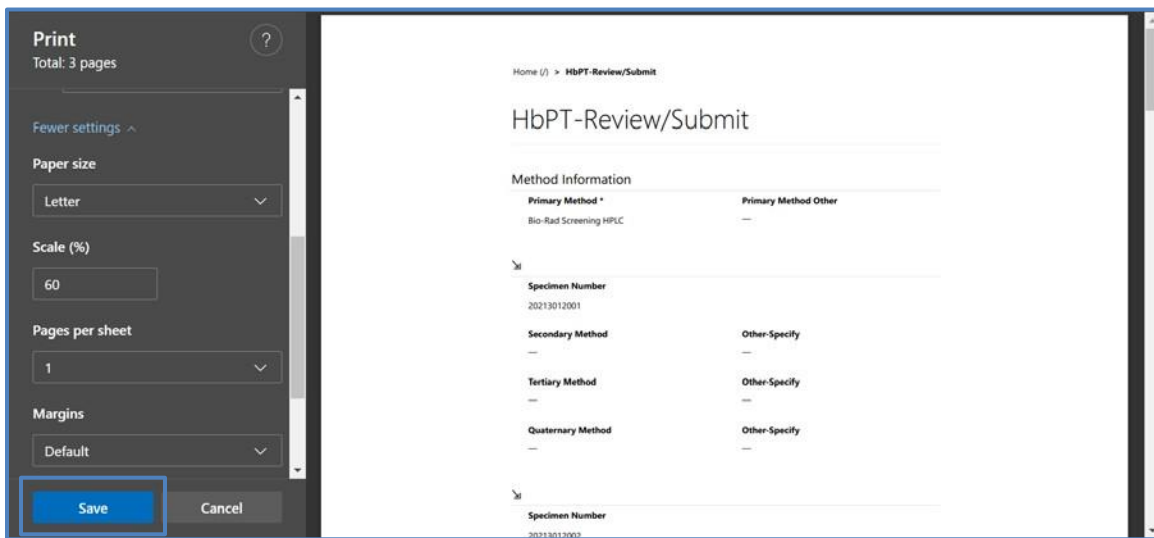 Print
?
Total: 3 pages
Fewer settings
Paper size
Letter
Scale (%)
60
Pages per sheet
1
Margins
Default
Save Cancel
Home (/) > HbPT-Review/Submit
HbPT-Review/Submit
Method Information
Primary Method * Primary Method Other
Bio-Rad Screening HPLC —
Specimen Number
20213012001
Secondary Method Other-Specify
— —
Tertiary Method Other-Specify
— —
Quaternary Method Other-Specify
— —
Specimen Number
20213012002